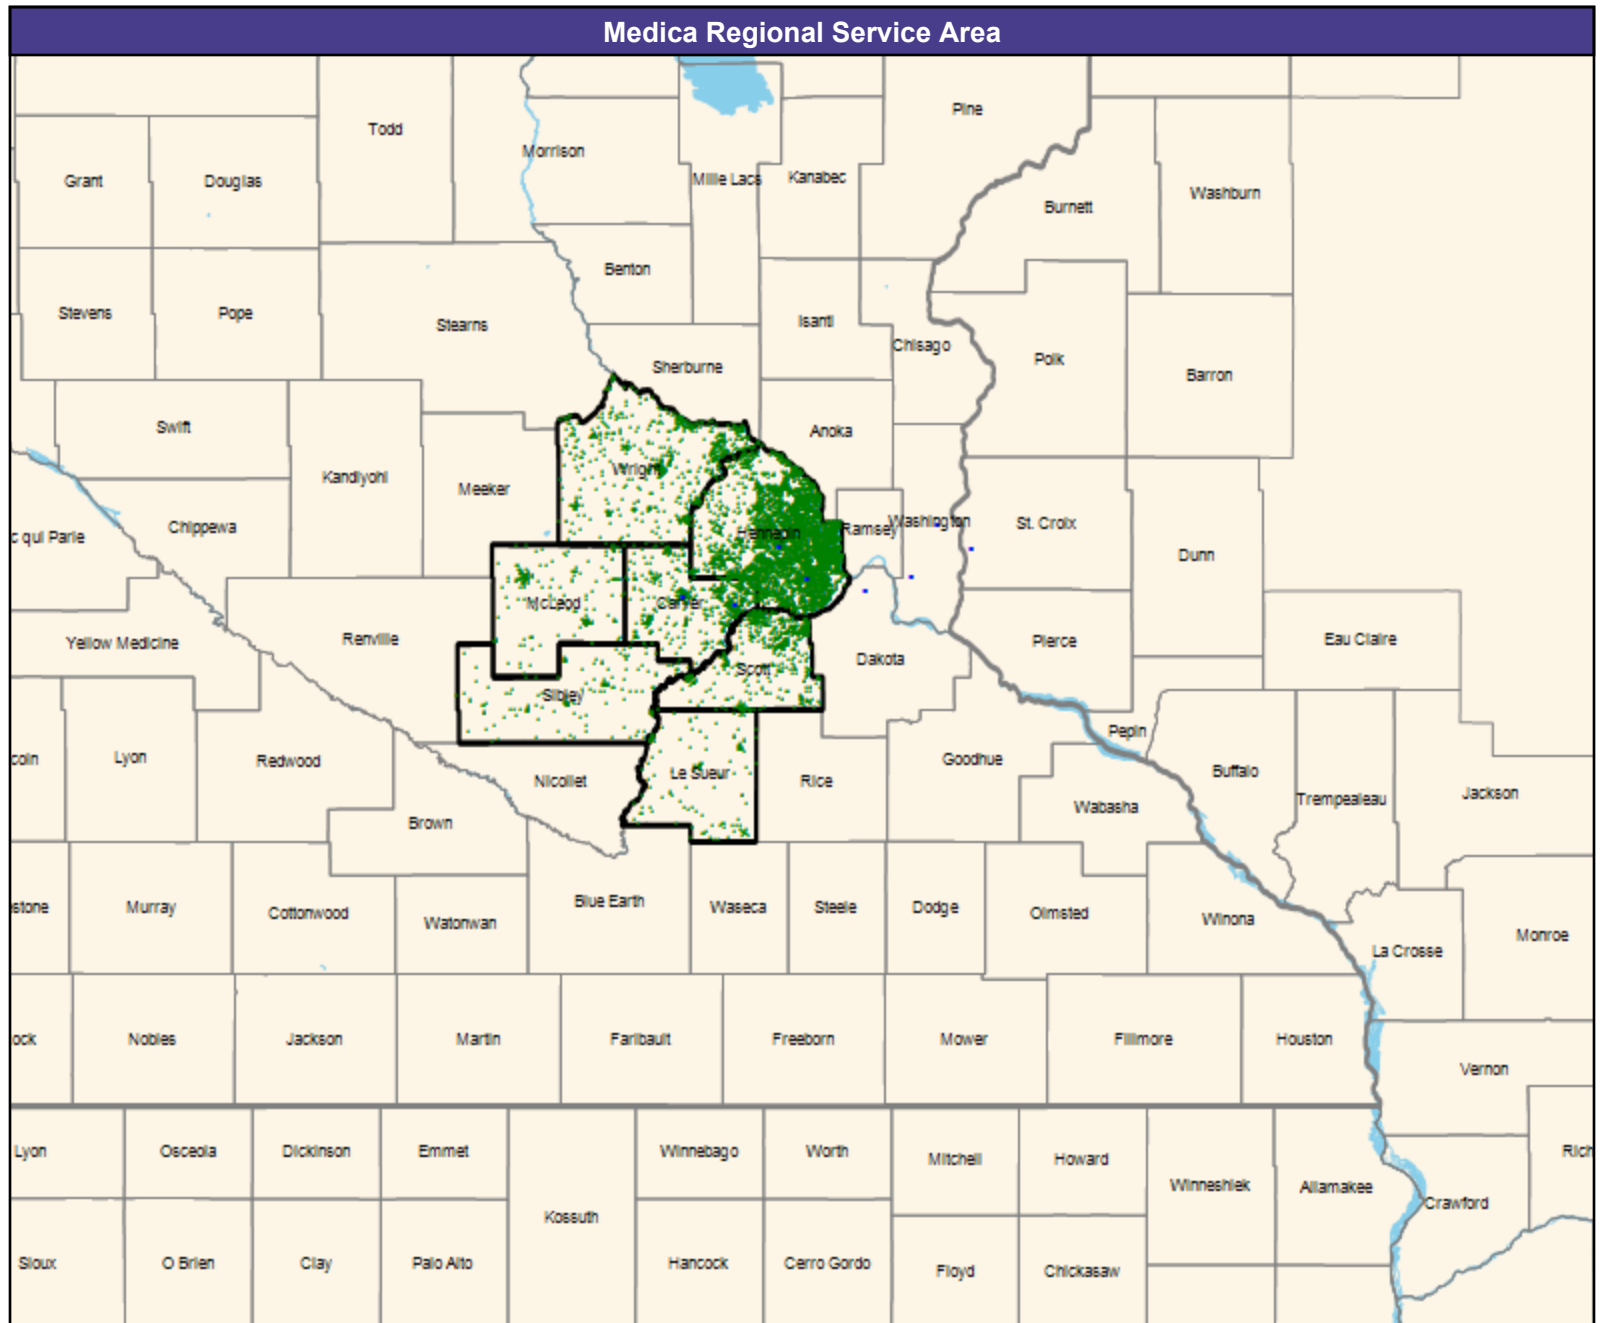 Medica Regional Service Area
Pine
Todd
Morrison
Mille Lacs
Kanabec
Grant
Douglas
Washburn
Burnett
Benton
Stevens
Pope
Stearns
Isanti
Chisago
Polk
Sherburne
Barron
Swift
Anoka
Kandiyohi
Wright
Meeker
Chippewa
c qui Parle
Hennepin
Ramsey
Washington
St. Croix
Dunn
McLeod
Carver
Yellow Medicine
Renville
Pierce
Eau Claire
Dakota
Scott
Sibley
Pepin
coln
Lyon
Redwood
Nicollet
Le Sueur
Rice
Goodhue
Buffalo
Wabasha
Trempealeau
Jackson
Brown
stone
Murray
Cottonwood
Watonwan
Blue Earth
Waseca
Steele
Dodge
Olmsted
Winona
La Crosse
Monroe
ock
Nobles
Jackson
Martin
Faribault
Freeborn
Mower
Fillmore
Houston
Vernon
Lyon
Osceola
Dickinson
Emmet
Winnebago
Worth
Mitchell
Howard
Rich
Winneshiek
Allamakee
Crawford
Kossuth
Sioux
O Brien
Clay
Palo Alto
Hancock
Cerro Gordo
Floyd
Chickasaw